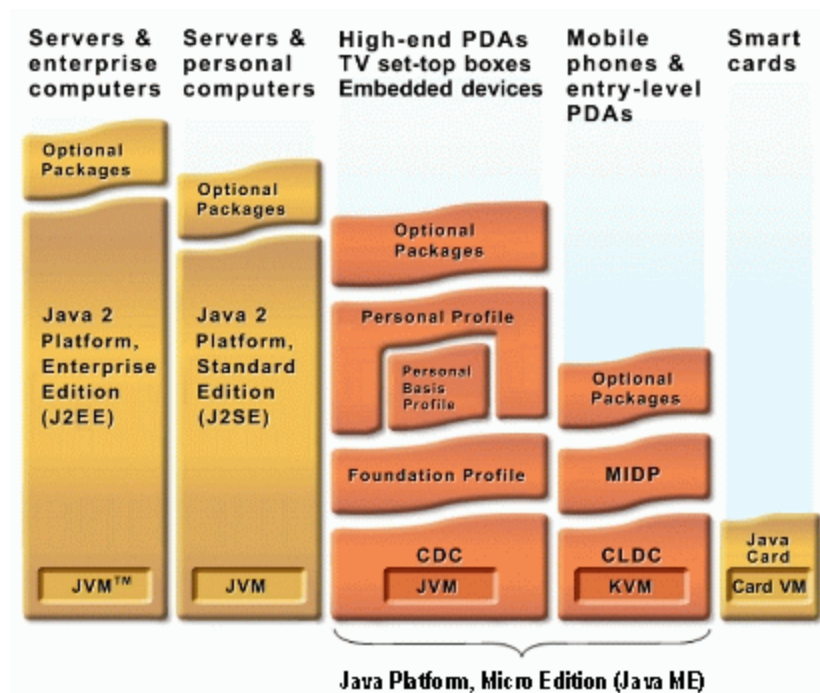 Servers &
enterprise
computers
Servers &
personal
computers
High-end PDAs
TV set-top boxes
Embedded devices
Mobile
phones &
entry-level
PDAs
Smart
cards
Optional
Packages
Java 2
Platform,
Enterprise
Edition
(J2EE)
JVM™
Optional
Packages
Java 2
Platform,
Standard
Edition
(J2SE)
JVM
Optional
Packages
Personal Profile
Personal
Basis
Profile
Foundation Profile
CDC
JVM
Optional
Packages
MIDP
CLDC
KVM
Java
Card
Card VM
Java Platform, Micro Edition (Java ME)